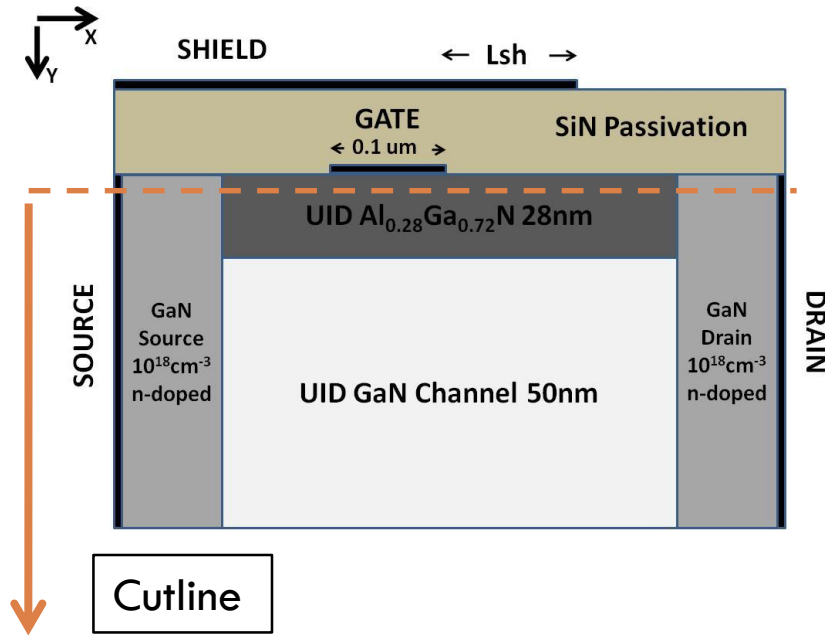 X
Y
SHIELD
Lsh
GATE
0.1 um
SiN Passivation
UID Al₀.₂₈Ga₀.₇₂N 28nm
SOURCE
GaN
Source
10¹⁸cm⁻³
n-doped
UID GaN Channel 50nm
GaN
Drain
10¹⁸cm⁻³
n-doped
DRAIN
Cutline